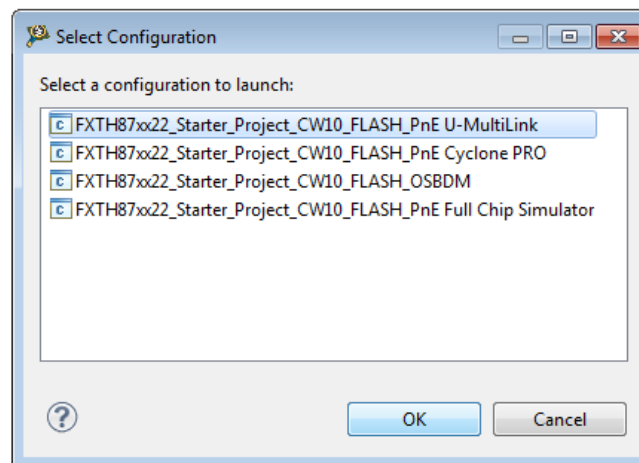 Select Configuration
Select a configuration to launch:
FXTH87xx22_Starter_Project_CW10_FLASH_PnE U-MultiLink
FXTH87xx22_Starter_Project_CW10_FLASH_PnE Cyclone PRO
FXTH87xx22_Starter_Project_CW10_FLASH_OSBDM
FXTH87xx22_Starter_Project_CW10_FLASH_PnE Full Chip Simulator
OK Cancel